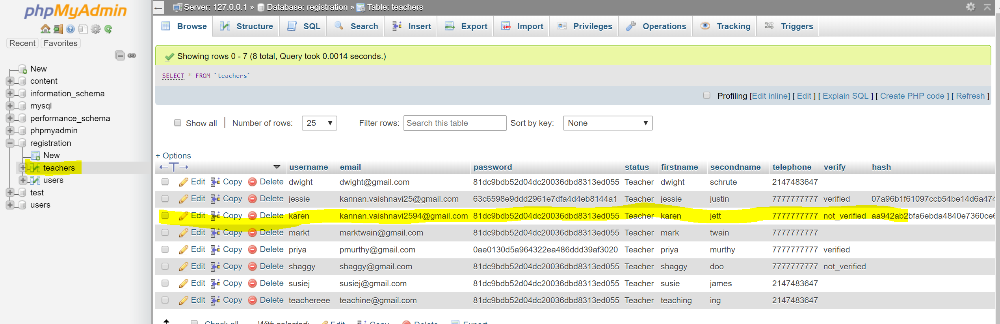 phpMyAdmin
Recent Favorites
New
content
information_schema
mysql
performance_schema
phpmyadmin
registration
New
teachers
users
test
users
Server: 127.0.0.1 » Database: registration » Table: teachers
Browse Structure SQL Search Insert Export Import Privileges Operations Tracking Triggers
Showing rows 0 - 7 (8 total, Query took 0.0014 seconds.)
SELECT * FROM `teachers`
Profiling [Edit inline] [ Edit ] [ Explain SQL ] [ Create PHP code ] [ Refresh ]
Show all | Number of rows: 25 Filter rows: Search this table Sort by key: None
+ Options
username email password status firstname secondname telephone verify hash
Edit Copy Delete dwight dwight@gmail.com 81dc9bdb52d04dc20036dbd8313ed055 Teacher dwight schrute 2147483647
Edit Copy Delete jessie kannan.vaishnavi25@gmail.com 63c6598e9ddd2961e7dfa4d4eb8144a1 Teacher jessie justin 7777777777 verified 07a96b1f61097ccb54be14d6a474
Edit Copy Delete karen kannan.vaishnavi2594@gmail.com 81dc9bdb52d04dc20036dbd8313ed055 Teacher karen jett 7777777777 not_verified aa942ab2bfa6ebda4840e7360ce6
Edit Copy Delete markt marktwain@gmail.com 81dc9bdb52d04dc20036dbd8313ed055 Teacher mark twain 7777777777
Edit Copy Delete priya pmurthy@gmail.com 0ae0130d5a964322ea486ddd39af3020 Teacher priya murthy 7777777777 verified
Edit Copy Delete shaggy shaggy@gmail.com 81dc9bdb52d04dc20036dbd8313ed055 Teacher shaggy doo 7777777777 not_verified
Edit Copy Delete susiej susiej@gmail.com 81dc9bdb52d04dc20036dbd8313ed055 Teacher susie james 2147483647
Edit Copy Delete teachereee teachine@gmail.com 81dc9bdb52d04dc20036dbd8313ed055 Teacher teaching ing 2147483647
Check all With selected: Edit Copy Delete Export